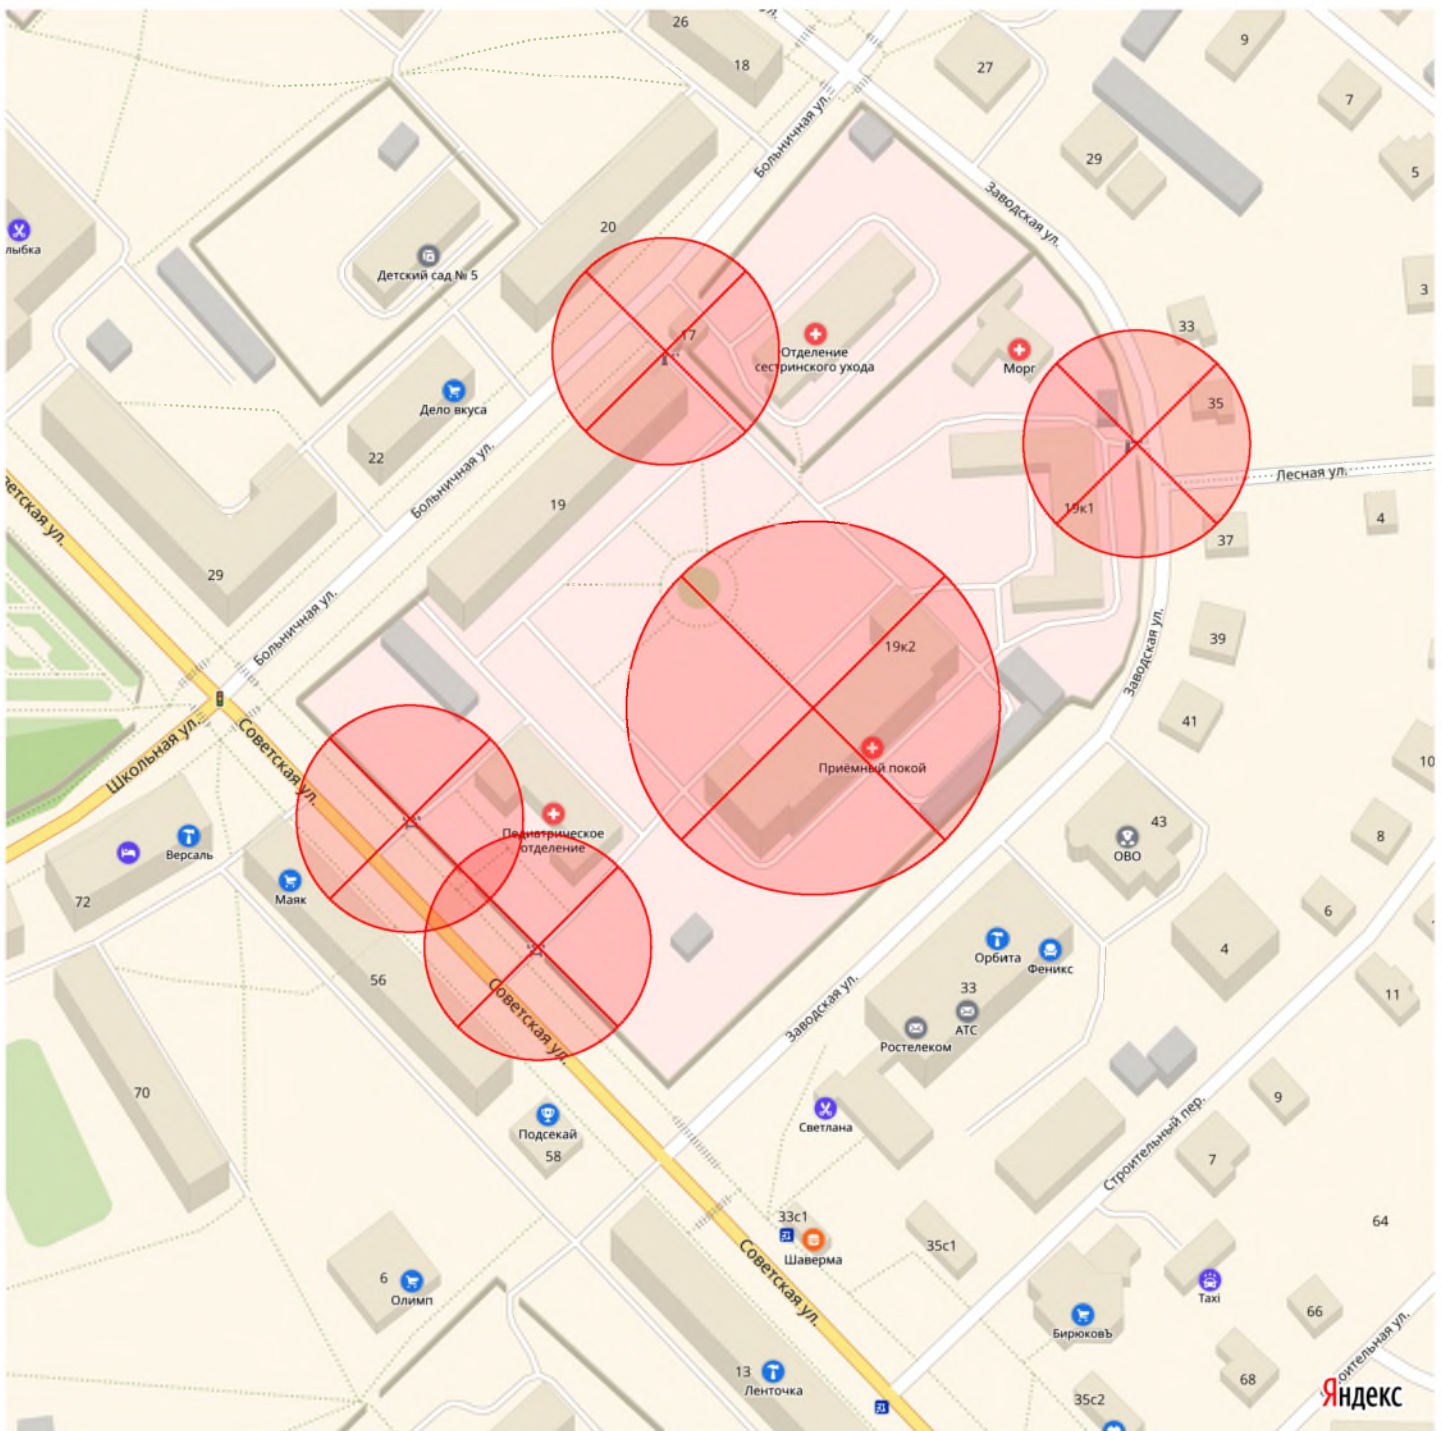 26
18
27
9
7
5
29
Больничная ул.
Заводская ул.
20
лыбка
Детский сад № 5
3
33
17
Отделение
сестринского ухода
Морг
35
Дело вкуса
22
Больничная ул.
Лесная ул.
ветская ул.
19
19к1
4
37
29
Больничная ул.
39
19к2
Заводская ул.
41
Школьная ул.
Советская ул.
10
Приёмный покой
Версаль
Педиатрическое
отделение
43
ОВО
8
72
Маяк
6
4
Орбита
Феникс
56
33
АТС
11
Советская ул.
Заводская ул.
Ростелеком
70
9
Светлана
Подсекай
58
Строительный пер.
7
33с1
Шаверма
35с1
64
Советская ул.
6
Олимп
Taxi
66
БирюковЪ
оительная ул.
13
Ленточка
68
35с2
Яндекс